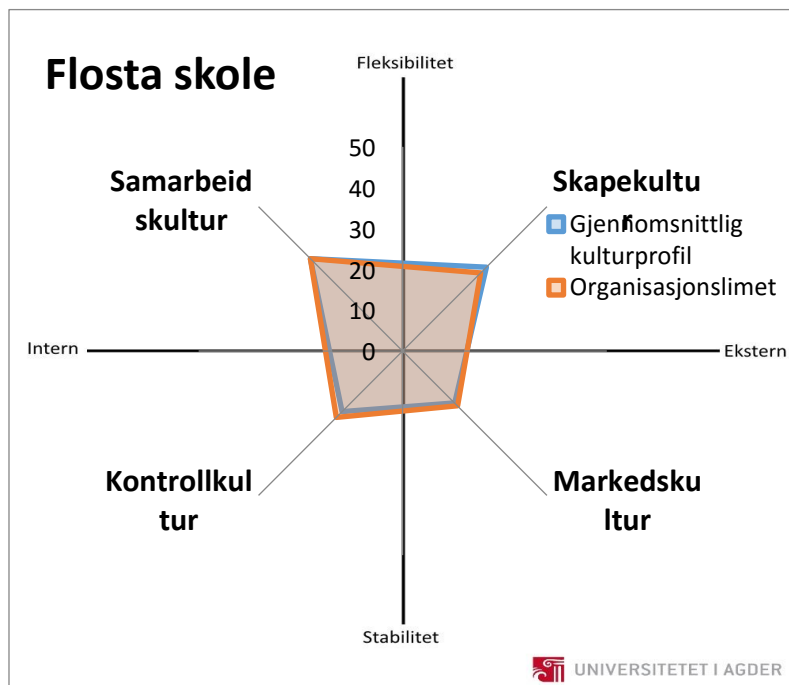 Flosta skole
Fleksibilitet
50
40
30
20
10
0
Samarbeid
skultur
Skapekultu
r
Gjennomsnittlig
kulturprofil
Organisasjonslimet
Intern
Ekstern
Kontrollkul
tur
Markedsku
ltur
Stabilitet
UNIVERSITETET I AGDER